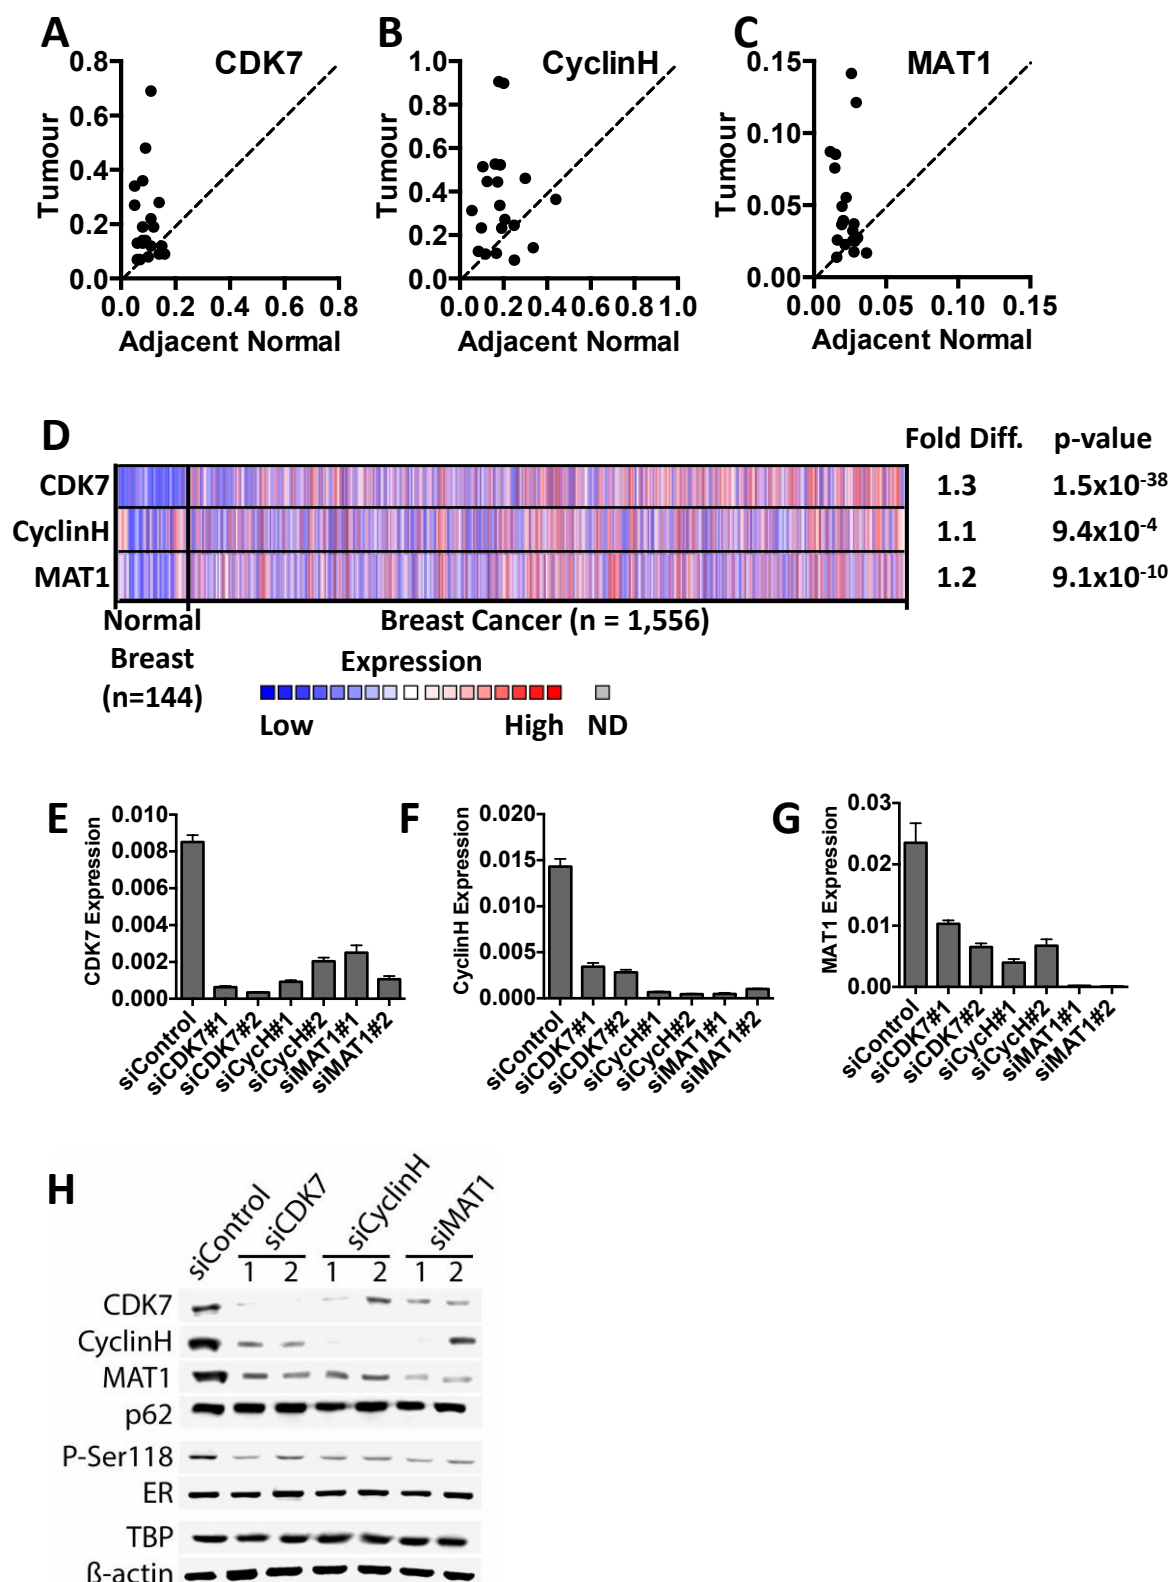 A
B
C
CDK7
CyclinH
MAT1
0.8
0.6
0.4
0.2
0.0
Tumour
0.0 0.2 0.4 0.6 0.8
Adjacent Normal
1.0
0.8
0.6
0.4
0.2
0.0
Tumour
0.0 0.2 0.4 0.6 0.8 1.0
Adjacent Normal
0.15
0.10
0.05
0.00
Tumour
0.00 0.05 0.10 0.15
Adjacent Normal
D
Fold Diff. p-value
CDK7 1.3 1.5x10-38
CyclinH 1.1 9.4x10-4
MAT1 1.2 9.1x10-10
Normal
Breast
(n=144)
Breast Cancer (n = 1,556)
Expression
Low High ND
E
CDK7 Expression
0.010
0.008
0.006
0.004
0.002
0.000
siControl
siCDK7#1
siCDK7#2
siCycH#1
siCycH#2
siMAT1#1
siMAT1#2
F
CyclinH Expression
0.020
0.015
0.010
0.005
0.000
siControl
siCDK7#1
siCDK7#2
siCycH#1
siCycH#2
siMAT1#1
siMAT1#2
G
MAT1 Expression
0.03
0.02
0.01
0.00
siControl
siCDK7#1
siCDK7#2
siCycH#1
siCycH#2
siMAT1#1
siMAT1#2
H
siControl
siCDK7
siCyclinH
siMAT1
1 2 1 2 1 2
CDK7
CyclinH
MAT1
p62
P-Ser118
ER
TBP
ß-actin